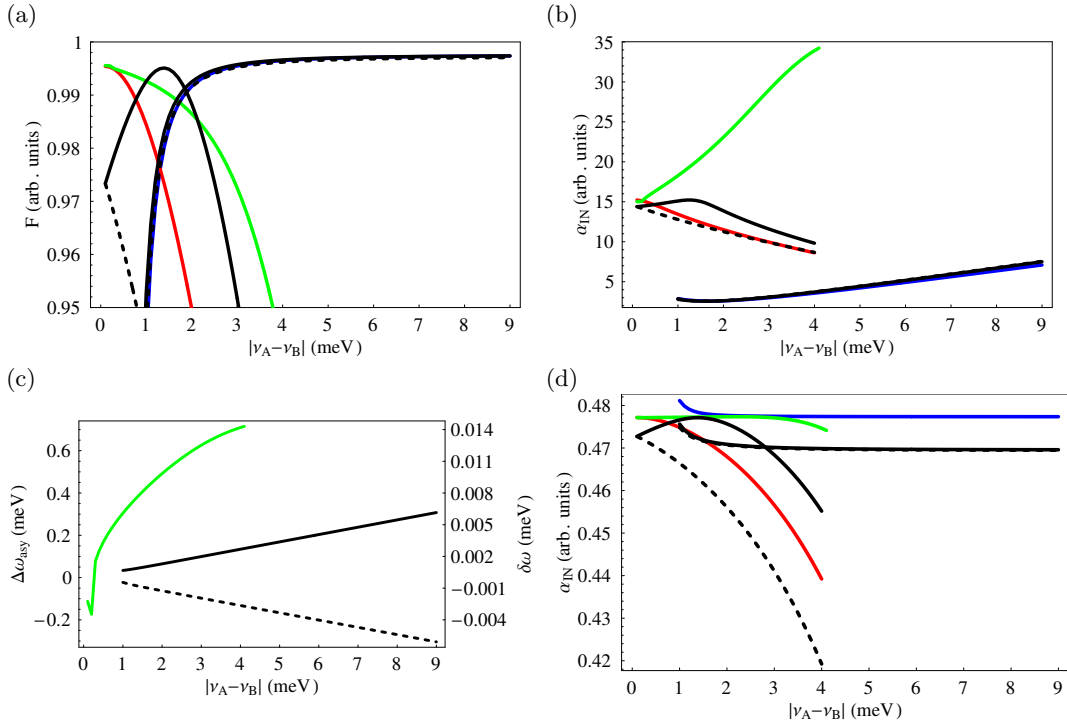 (a)
F (arb. units)
1
0.99
0.98
0.97
0.96
0.95
0 1 2 3 4 5 6 7 8 9
|νA−νB| (meV)
(b)
αIN (arb. units)
35
30
25
20
15
10
5
0 1 2 3 4 5 6 7 8 9
|νA−νB| (meV)
(c)
Δωasy (meV)
0.6
0.4
0.2
0
−0.2
0.014
0.011
0.008
0.005
0.002
−0.001
−0.004
δω (meV)
0 1 2 3 4 5 6 7 8 9
|νA−νB| (meV)
(d)
αIN (arb. units)
0.48
0.47
0.46
0.45
0.44
0.43
0.42
0 1 2 3 4 5 6 7 8 9
|νA−νB| (meV)